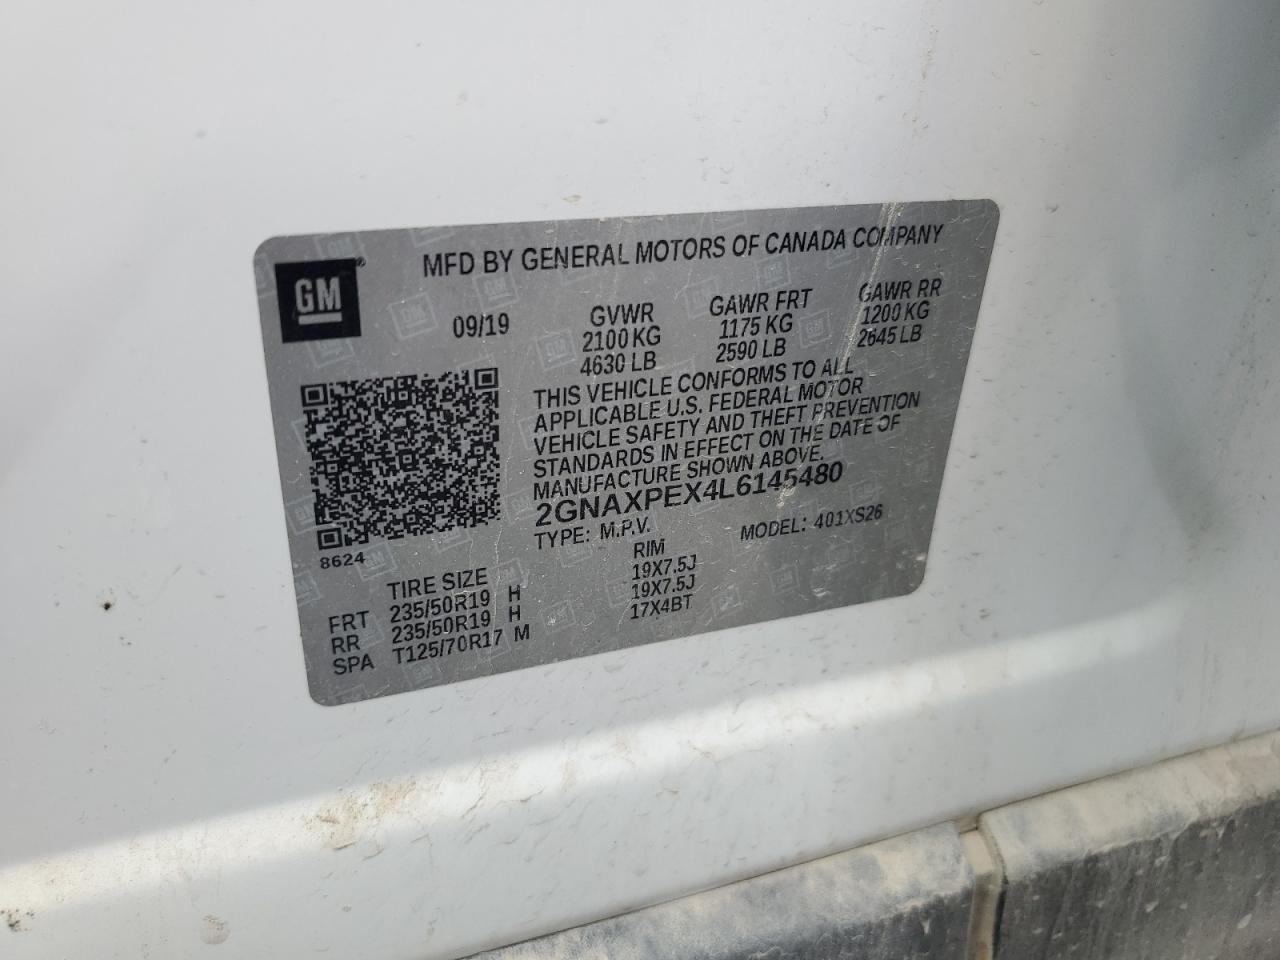 MFD BY GENERAL MOTORS OF CANADA COMPANY
GM®
09/19 GVWR GAWR FRT GAWR RR
2100 KG 1175 KG 1200 KG
4630 LB 2590 LB 2645 LB
THIS VEHICLE CONFORMS TO ALL
APPLICABLE U.S. FEDERAL MOTOR
VEHICLE SAFETY AND THEFT PREVENTION
STANDARDS IN EFFECT ON THE DATE OF
MANUFACTURE SHOWN ABOVE.
2GNAXPEX4L6145480
TYPE: M.P.V. MODEL: 401XS26
8624
TIRE SIZE RIM
FRT 235/50R19 H 19X7.5J
RR 235/50R19 H 19X7.5J
SPA T125/70R17 M 17X4BT